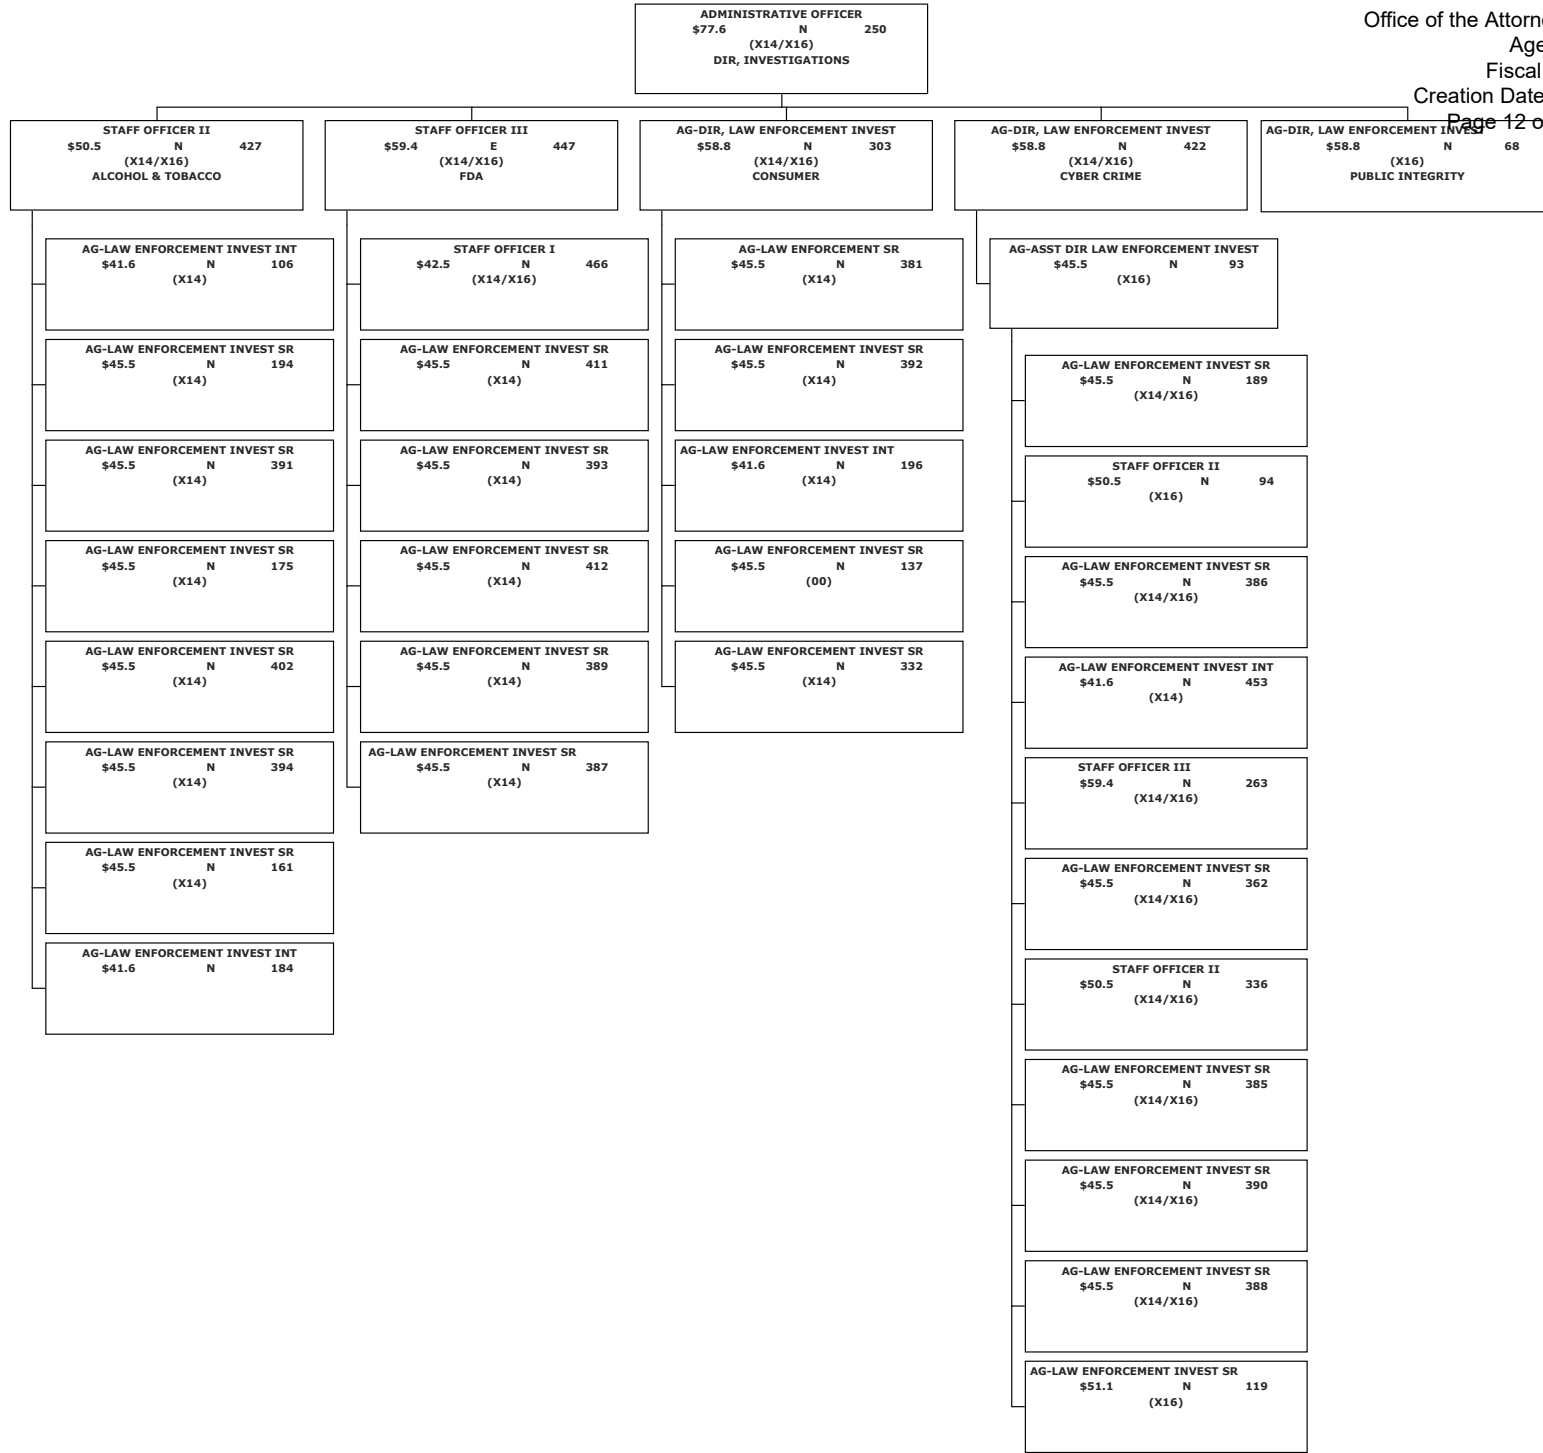 ADMINISTRATIVE OFFICER
$77.6 N 250
(X14/X16)
DIR, INVESTIGATIONS
Office of the Attorn
Age
Fiscal
Creation Date
Page 12 o
STAFF OFFICER II
$50.5 N 427
(X14/X16)
ALCOHOL & TOBACCO
STAFF OFFICER III
$59.4 E 447
(X14/X16)
FDA
AG-DIR, LAW ENFORCEMENT INVEST
$58.8 N 303
(X14/X16)
CONSUMER
AG-DIR, LAW ENFORCEMENT INVEST
$58.8 N 422
(X14/X16)
CYBER CRIME
AG-DIR, LAW ENFORCEMENT INVEST
$58.8 N 68
(X16)
PUBLIC INTEGRITY
AG-LAW ENFORCEMENT INVEST INT
$41.6 N 106
(X14)
AG-LAW ENFORCEMENT INVEST SR
$45.5 N 194
(X14)
AG-LAW ENFORCEMENT INVEST SR
$45.5 N 391
(X14)
AG-LAW ENFORCEMENT INVEST SR
$45.5 N 175
(X14)
AG-LAW ENFORCEMENT INVEST SR
$45.5 N 402
(X14)
AG-LAW ENFORCEMENT INVEST SR
$45.5 N 394
(X14)
AG-LAW ENFORCEMENT INVEST SR
$45.5 N 161
(X14)
AG-LAW ENFORCEMENT INVEST INT
$41.6 N 184
STAFF OFFICER I
$42.5 N 466
(X14/X16)
AG-LAW ENFORCEMENT INVEST SR
$45.5 N 411
(X14)
AG-LAW ENFORCEMENT INVEST SR
$45.5 N 393
(X14)
AG-LAW ENFORCEMENT INVEST SR
$45.5 N 412
(X14)
AG-LAW ENFORCEMENT INVEST SR
$45.5 N 389
(X14)
AG-LAW ENFORCEMENT INVEST SR
$45.5 N 387
(X14)
AG-LAW ENFORCEMENT SR
$45.5 N 381
(X14)
AG-LAW ENFORCEMENT INVEST SR
$45.5 N 392
(X14)
AG-LAW ENFORCEMENT INVEST INT
$41.6 N 196
(X14)
AG-LAW ENFORCEMENT INVEST SR
$45.5 N 137
(00)
AG-LAW ENFORCEMENT INVEST SR
$45.5 N 332
(X14)
AG-ASST DIR LAW ENFORCEMENT INVEST
$45.5 N 93
(X16)
AG-LAW ENFORCEMENT INVEST SR
$45.5 N 189
(X14/X16)
STAFF OFFICER II
$50.5 N 94
(X16)
AG-LAW ENFORCEMENT INVEST SR
$45.5 N 386
(X14/X16)
AG-LAW ENFORCEMENT INVEST INT
$41.6 N 453
(X14)
STAFF OFFICER III
$59.4 N 263
(X14/X16)
AG-LAW ENFORCEMENT INVEST SR
$45.5 N 362
(X14/X16)
STAFF OFFICER II
$50.5 N 336
(X14/X16)
AG-LAW ENFORCEMENT INVEST SR
$45.5 N 385
(X14/X16)
AG-LAW ENFORCEMENT INVEST SR
$45.5 N 390
(X14/X16)
AG-LAW ENFORCEMENT INVEST SR
$45.5 N 388
(X14/X16)
AG-LAW ENFORCEMENT INVEST SR
$51.1 N 119
(X16)